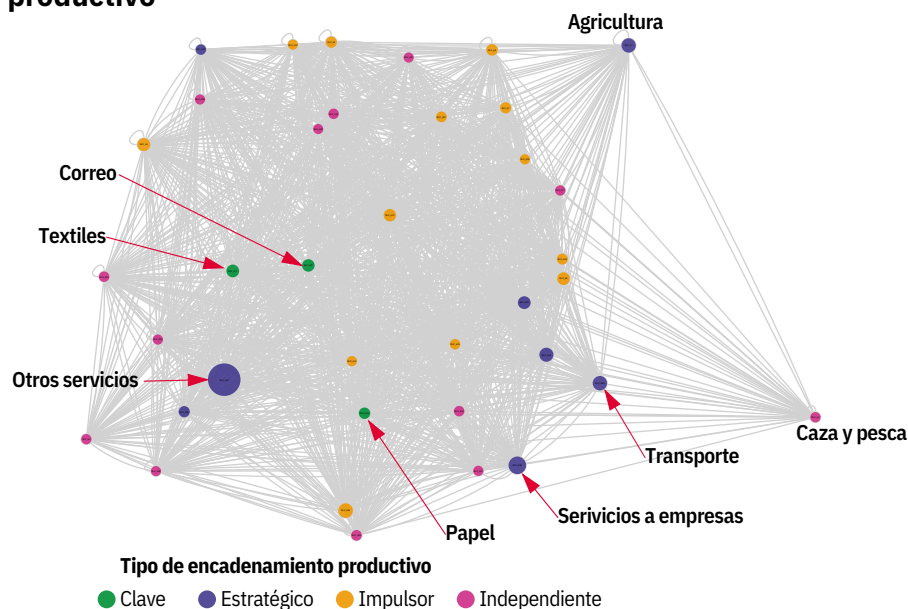 productivo
Agricultura
Correo
Textiles
Otros servicios
Caza y pesca
Transporte
Serivicios a empresas
Papel
Tipo de encadenamiento productivo
Clave
Estratégico
Impulsor
Independiente